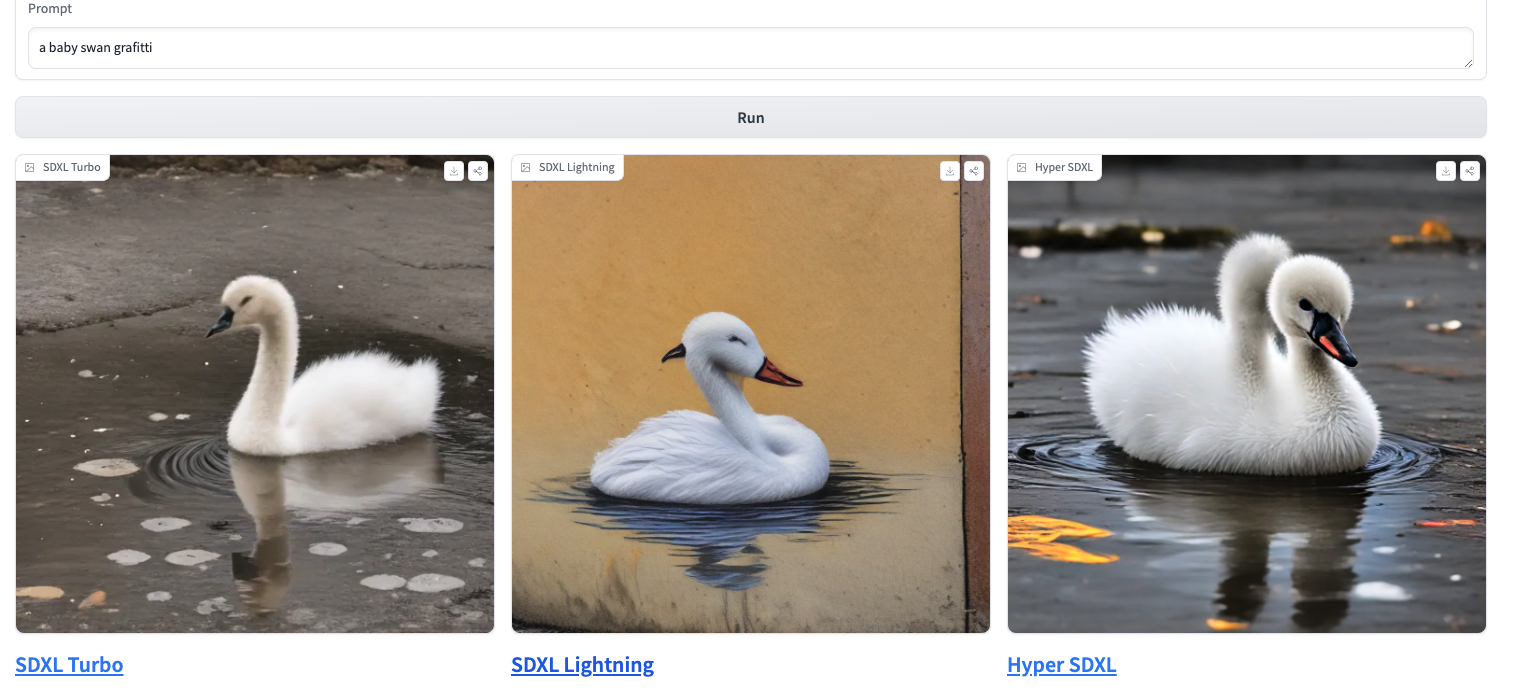 Prompt
a baby swan grafitti
Run
SDXL Turbo
SDXL Lightning
Hyper SDXL
SDXL Turbo
SDXL Lightning
Hyper SDXL